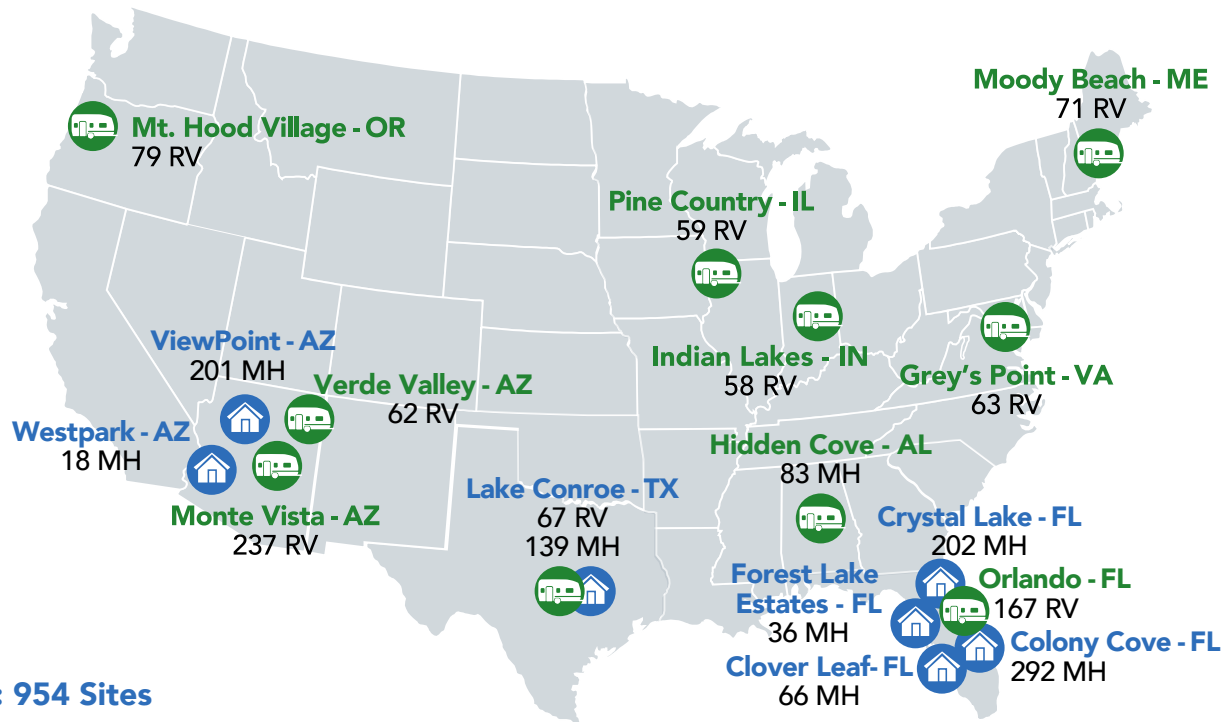 Moody Beach - ME
71 RV
Mt. Hood Village - OR
79 RV
Pine Country - IL
59 RV
ViewPoint - AZ
201 MH
Verde Valley - AZ
62 RV
Indian Lakes - IN
58 RV
Grey's Point - VA
63 RV
Westpark - AZ
18 MH
Hidden Cove - AL
83 MH
Monte Vista - AZ
237 RV
Lake Conroe - TX
67 RV
139 MH
Crystal Lake - FL
202 MH
Forest Lake
Estates - FL
36 MH
Orlando - FL
167 RV
Colony Cove - FL
292 MH
Clover Leaf- FL
66 MH
: 954 Sites